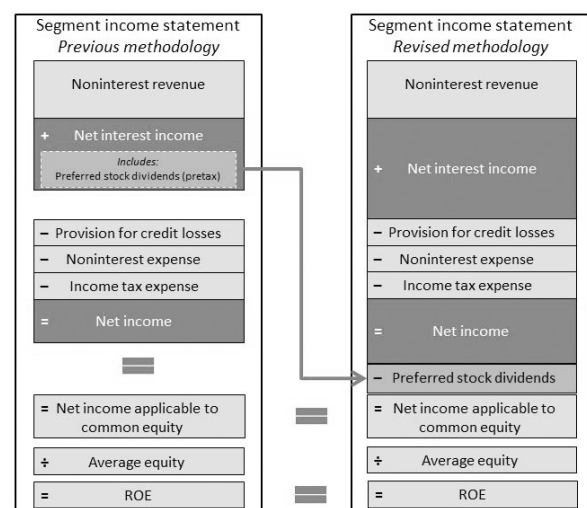 Segment income statement
Previous methodology
Noninterest revenue
+ Net interest income
Includes:
Preferred stock dividends (pretax)
– Provision for credit losses
– Noninterest expense
– Income tax expense
= Net income
=
= Net income applicable to
common equity
÷ Average equity
= ROE
=
=
Segment income statement
Revised methodology
Noninterest revenue
+ Net interest income
– Provision for credit losses
– Noninterest expense
– Income tax expense
= Net income
– Preferred stock dividends
= Net income applicable to
common equity
÷ Average equity
= ROE